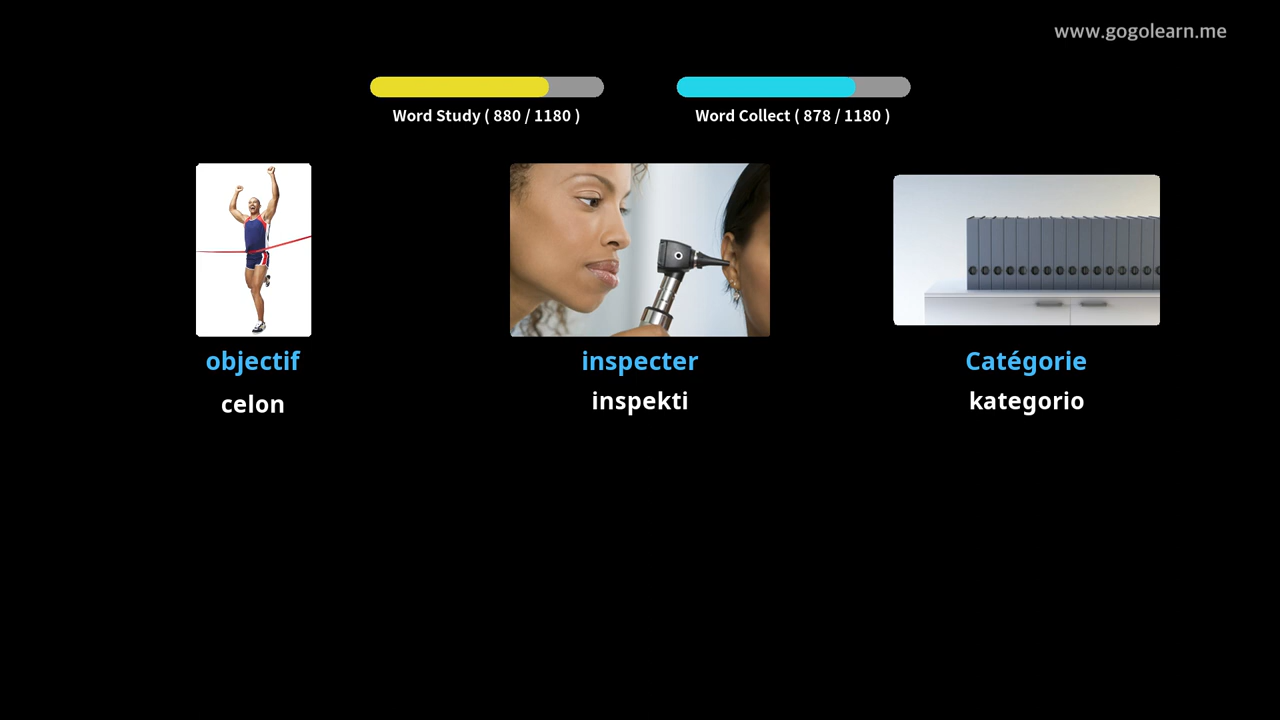 www.gogolearn.me
Word Study ( 880 / 1180 )
Word Collect ( 878 / 1180 )
objectif
inspecter
Catégorie
celon
inspekti
kategorio